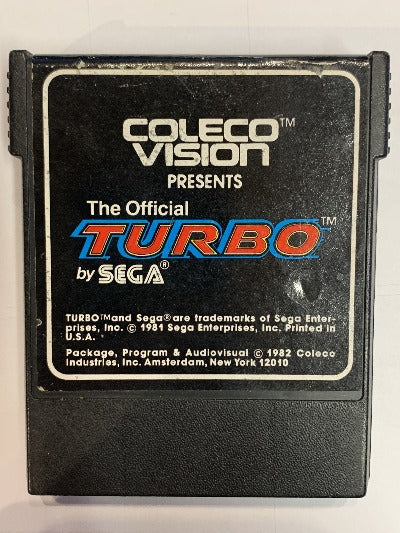 COLECO™
VISION
PRESENTS
The Official
TURBO™
by SEGA®
TURBO™and Sega®are trademarks of Sega Enter-
prises, Inc. © 1981 Sega Enterprises, Inc. Printed in
U.S.A.
Package, Program & Audiovisual © 1982 Coleco
Industries, Inc. Amsterdam, New York 12010